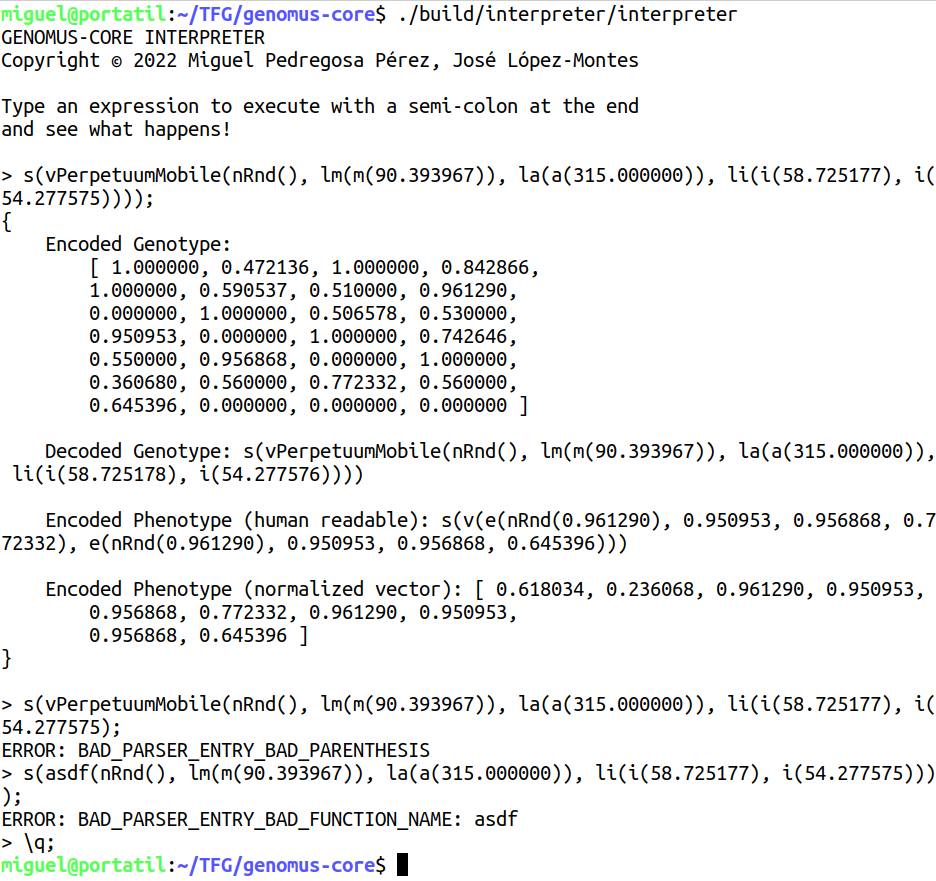 miguel@portatil:~/TFG/genomus-core$ ./build/interpreter/interpreter
GENOMUS-CORE INTERPRETER
Copyright © 2022 Miguel Pedregosa Pérez, José López-Montes

Type an expression to execute with a semi-colon at the end
and see what happens!

> s(vPerpetuumMobile(nRnd(), lm(m(90.393967)), la(a(315.000000)), li(i(58.725177), i(
54.277575))));
{
    Encoded Genotype:
        [ 1.000000, 0.472136, 1.000000, 0.842866,
        1.000000, 0.590537, 0.510000, 0.961290,
        0.000000, 1.000000, 0.506578, 0.530000,
        0.950953, 0.000000, 1.000000, 0.742646,
        0.550000, 0.956868, 0.000000, 1.000000,
        0.360680, 0.560000, 0.772332, 0.560000,
        0.645396, 0.000000, 0.000000, 0.000000 ]

    Decoded Genotype: s(vPerpetuumMobile(nRnd(), lm(m(90.393967)), la(a(315.000000)),
 li(i(58.725178), i(54.277576))))

    Encoded Phenotype (human readable): s(v(e(nRnd(0.961290), 0.950953, 0.956868, 0.7
72332), e(nRnd(0.961290), 0.950953, 0.956868, 0.645396)))

    Encoded Phenotype (normalized vector): [ 0.618034, 0.236068, 0.961290, 0.950953,
        0.956868, 0.772332, 0.961290, 0.950953,
        0.956868, 0.645396 ]
}

> s(vPerpetuumMobile(nRnd(), lm(m(90.393967)), la(a(315.000000)), li(i(58.725177), i(
54.277575);
ERROR: BAD_PARSER_ENTRY_BAD_PARENTHESIS
> s(asdf(nRnd(), lm(m(90.393967)), la(a(315.000000)), li(i(58.725177), i(54.277575)))
);
ERROR: BAD_PARSER_ENTRY_BAD_FUNCTION_NAME: asdf
> \q;
miguel@portatil:~/TFG/genomus-core$